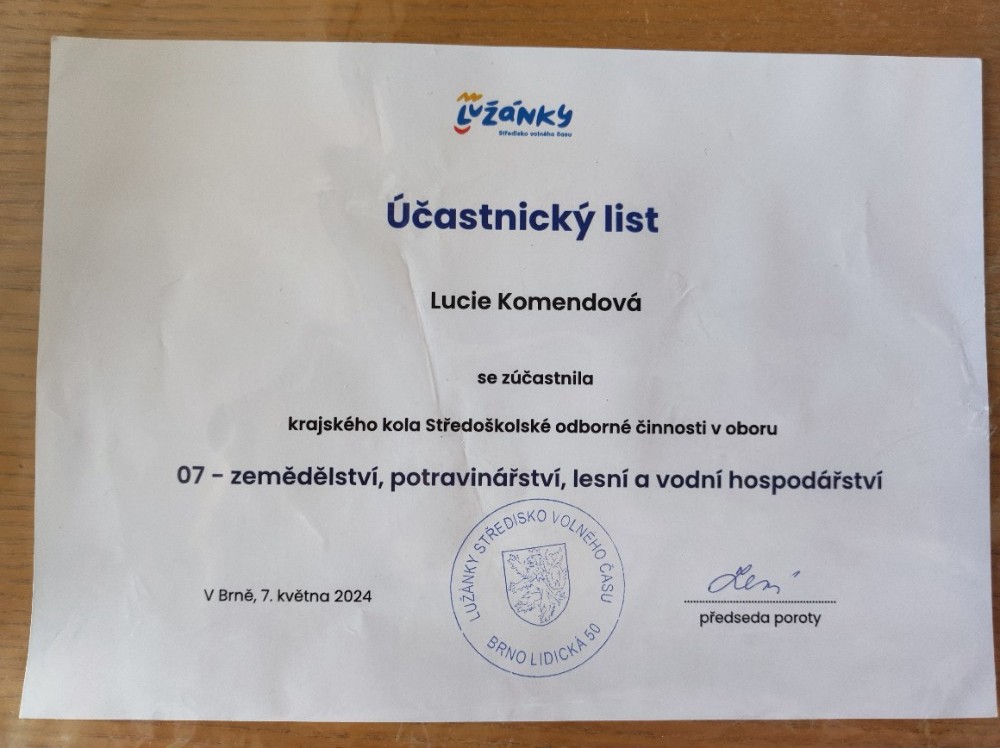 Lužánky
Středisko volného času
Účastnický list
Lucie Komendová
se zúčastnila
krajského kola Středoškolské odborné činnosti v oboru
07 – zemědělství, potravinářství, lesní a vodní hospodářství
LUŽÁNKY STŘEDISKO VOLNÉHO ČASU
BRNO LIDICKÁ 50
V Brně, 7. května 2024
předseda poroty